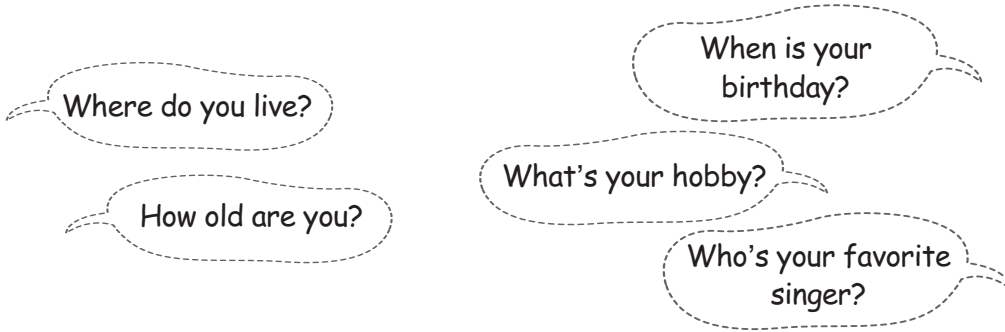 Where do you live?
How old are you?
When is your
birthday?
What's your hobby?
Who's your favorite
singer?